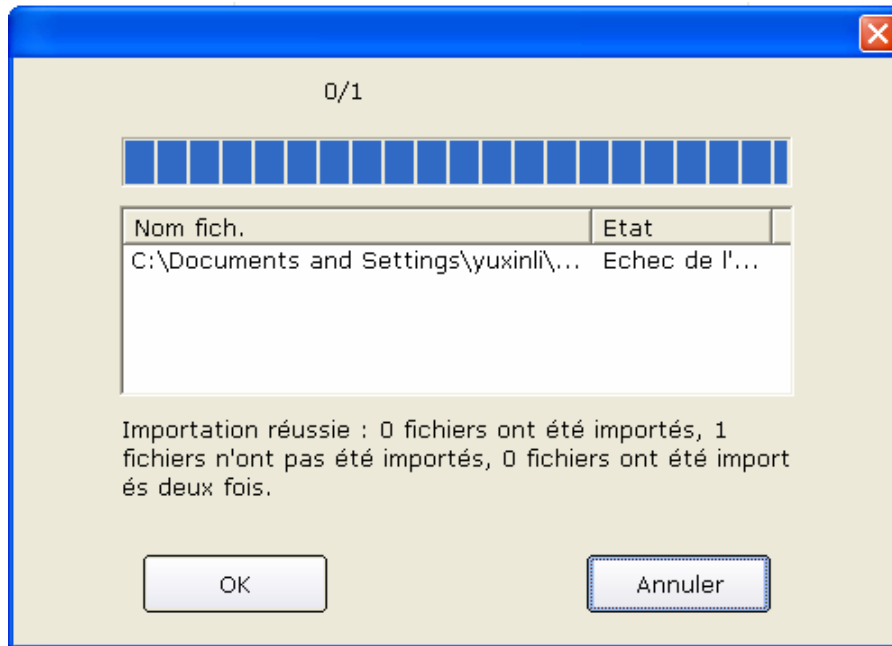 0/1
Nom fich. Etat
C:\Documents and Settings\yuxinli\... Echec de l'...
Importation réussie : 0 fichiers ont été importés, 1
fichiers n'ont pas été importés, 0 fichiers ont été import
és deux fois.
OK Annuler